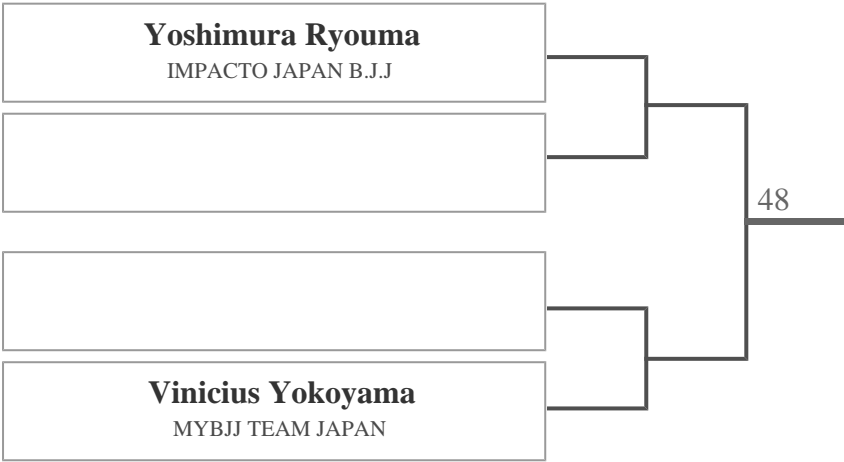 Yoshimura Ryouma
IMPACTO JAPAN B.J.J
48
Vinicius Yokoyama
MYBJJ TEAM JAPAN